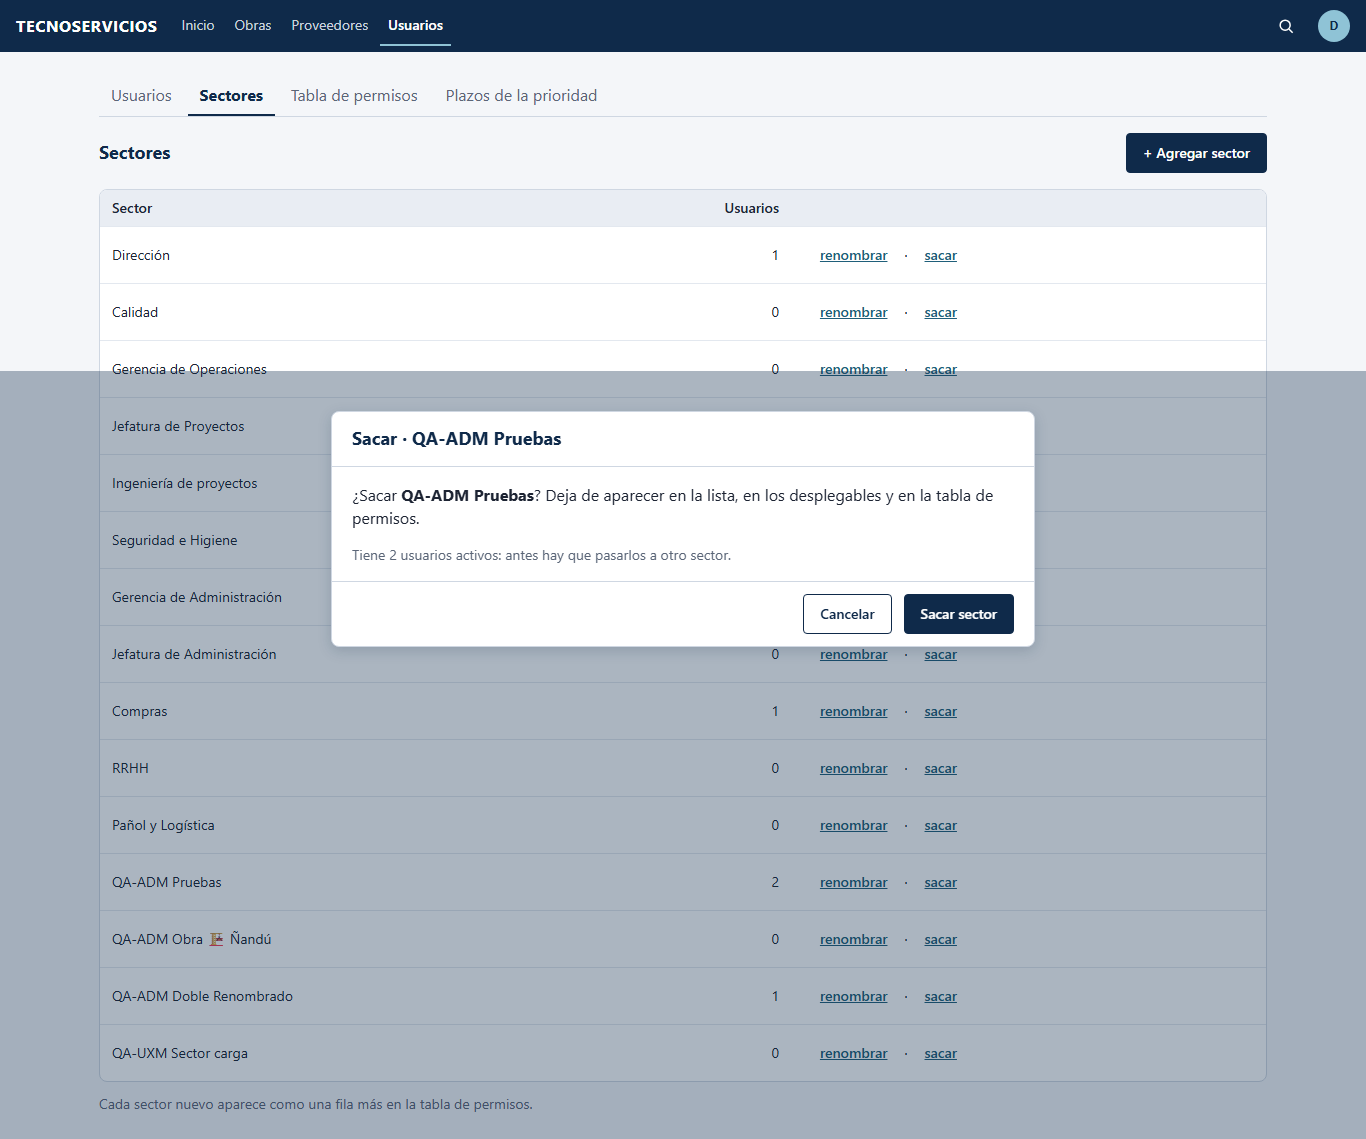 TECNOSERVICIOS Inicio Obras Proveedores Usuarios D
Usuarios Sectores Tabla de permisos Plazos de la prioridad
Sectores + Agregar sector
Sector Usuarios
Dirección 1 renombrar · sacar
Calidad 0 renombrar · sacar
Gerencia de Operaciones 0 renombrar · sacar
Jefatura de Proyectos
Ingeniería de proyectos
Seguridad e Higiene
Gerencia de Administración
Sacar · QA-ADM Pruebas
¿Sacar QA-ADM Pruebas? Deja de aparecer en la lista, en los desplegables y en la tabla de
permisos.
Tiene 2 usuarios activos: antes hay que pasarlos a otro sector.
Cancelar Sacar sector
Jefatura de Administración 0 renombrar · sacar
Compras 1 renombrar · sacar
RRHH 0 renombrar · sacar
Pañol y Logística 0 renombrar · sacar
QA-ADM Pruebas 2 renombrar · sacar
QA-ADM Obra 🏗️ Ñandú 0 renombrar · sacar
QA-ADM Doble Renombrado 1 renombrar · sacar
QA-UXM Sector carga 0 renombrar · sacar
Cada sector nuevo aparece como una fila más en la tabla de permisos.